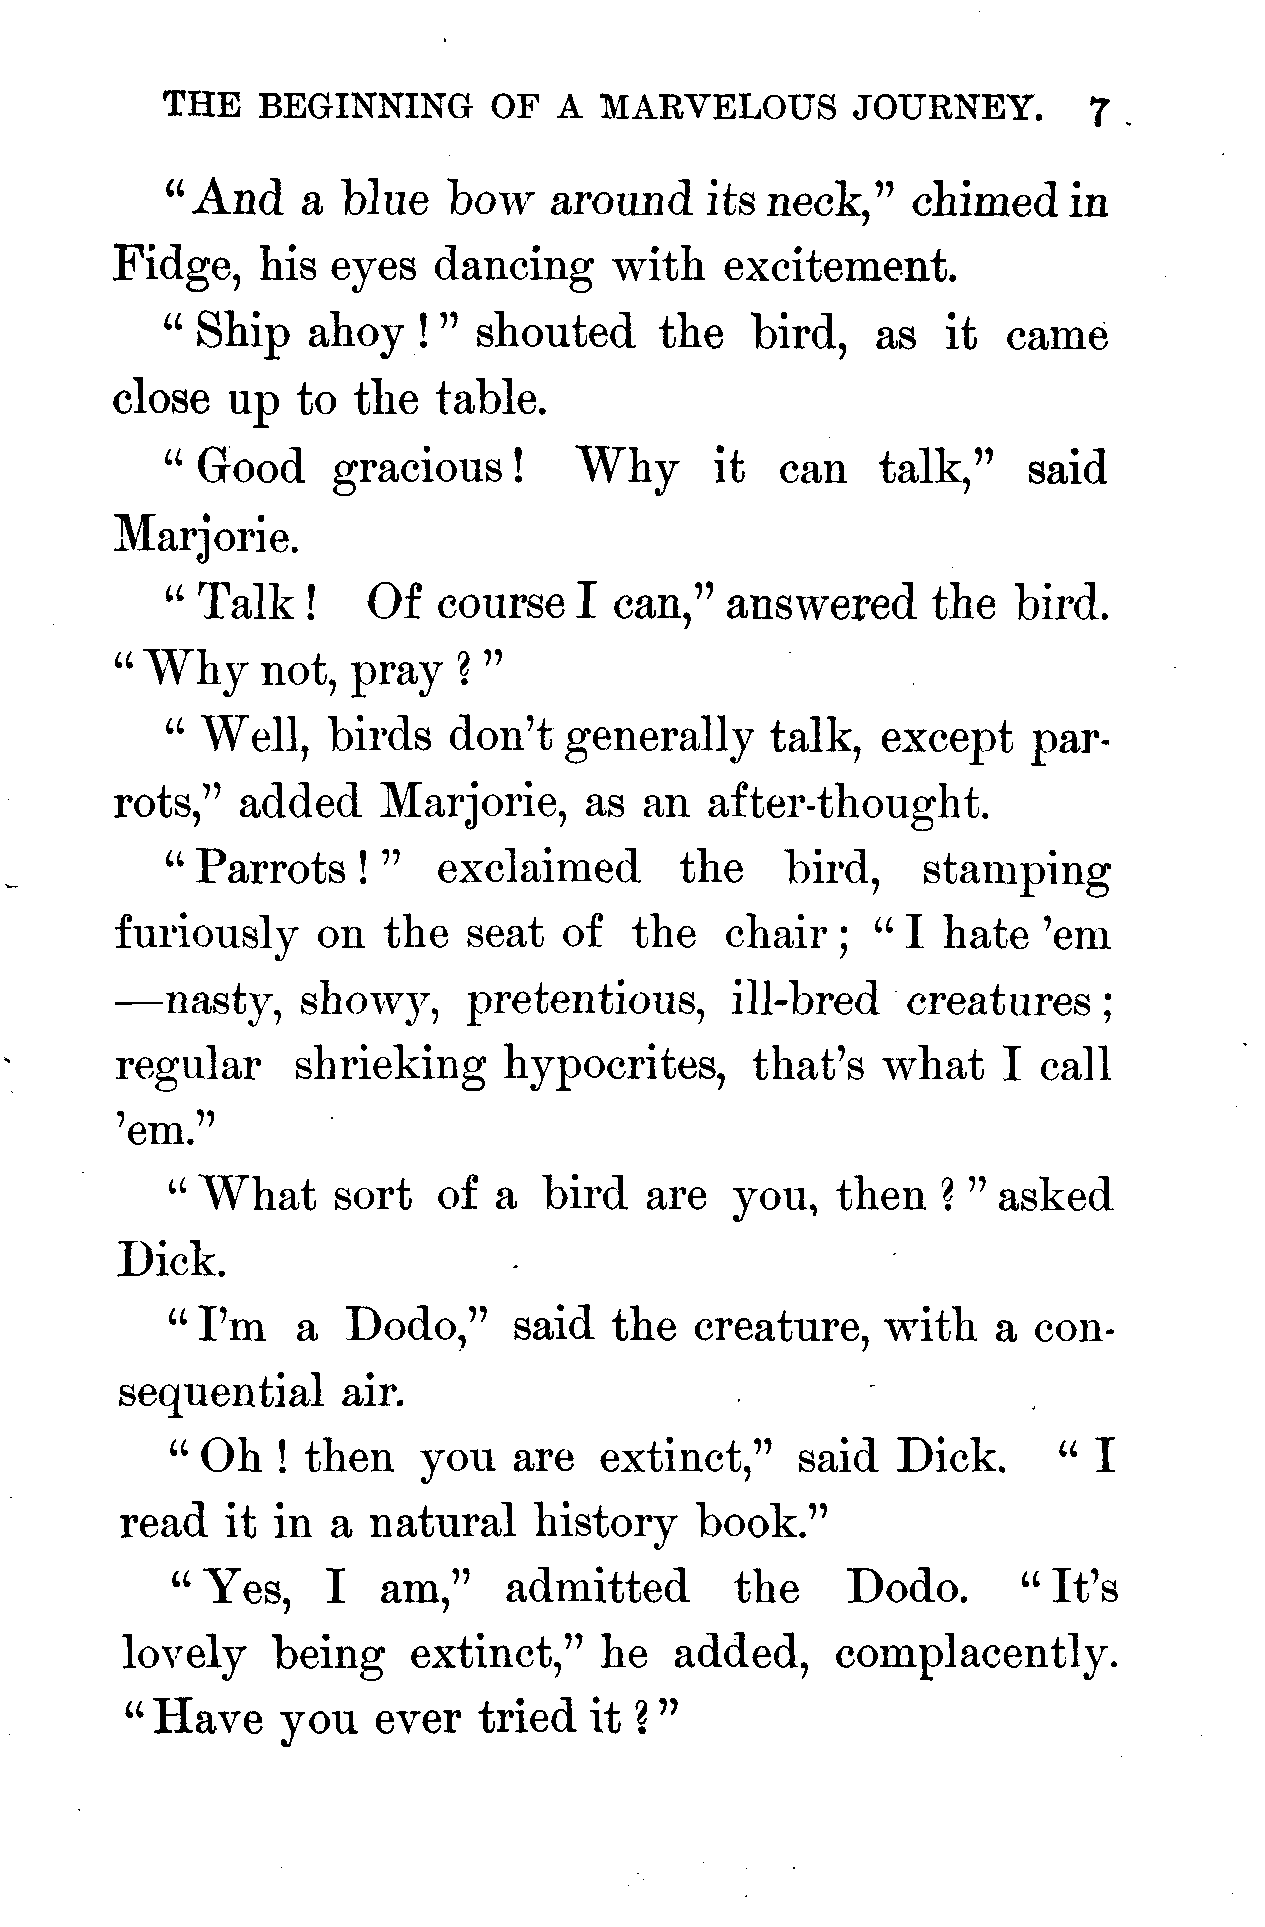 THE BEGINNING OF A MARVELOUS JOURNEY. 7
"And a blue bow around its neck," chimed in
Fidge, his eyes dancing with excitement.
"Ship ahoy!" shouted the bird, as it came
close up to the table.
"Good gracious! Why it can talk," said
Marjorie.
"Talk! Of course I can," answered the bird.
"Why not, pray?"
"Well, birds don't generally talk, except par-
rots," added Marjorie, as an after-thought.
"Parrots!" exclaimed the bird, stamping
furiously on the seat of the chair; "I hate 'em
—nasty, showy, pretentious, ill-bred creatures;
regular shrieking hypocrites, that's what I call
'em."
"What sort of a bird are you, then?" asked
Dick.
"I'm a Dodo," said the creature, with a con-
sequential air.
"Oh! then you are extinct," said Dick. "I
read it in a natural history book."
"Yes, I am," admitted the Dodo. "It's
lovely being extinct," he added, complacently.
"Have you ever tried it?"